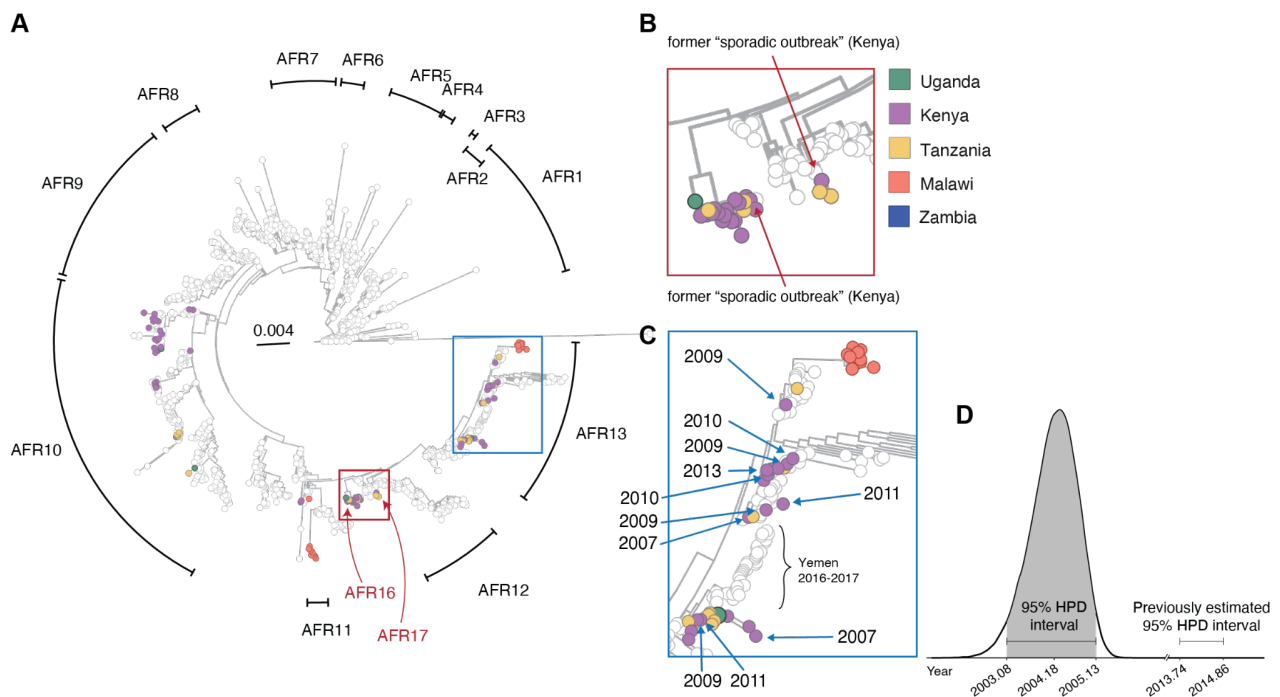 A
AFR7
AFR6
AFR5
AFR4
AFR3
AFR2
AFR1
AFR8
AFR9
0.004
AFR10
AFR13
AFR16
AFR12
AFR11
AFR17
B
former “sporadic outbreak” (Kenya)
Uganda
Kenya
Tanzania
Malawi
Zambia
former “sporadic outbreak” (Kenya)
C
2009
2010
2009
2013
2010
2011
2009
2007
Yemen
2016-2017
2007
2009
2011
D
95% HPD
interval
Previously estimated
95% HPD interval
Year
2003.08
2004.18
2005.13
2013.74
2014.86